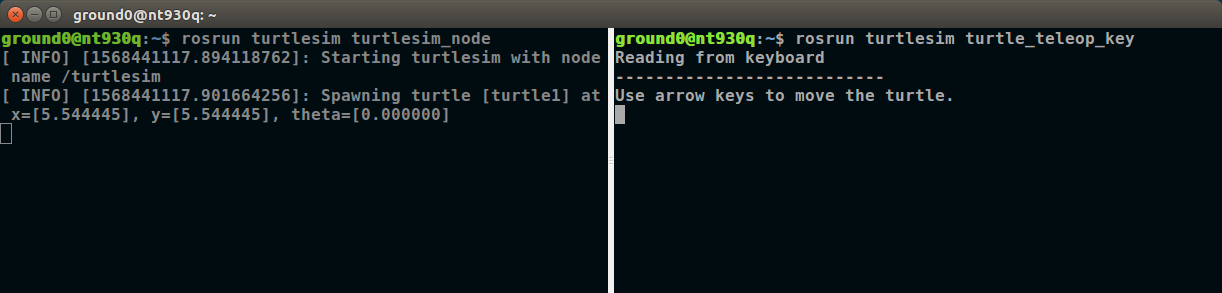 ground0@nt930q: ~
ground0@nt930q:~$ rosrun turtlesim turtlesim_node
[ INFO] [1568441117.894118762]: Starting turtlesim with node
name /turtlesim
[ INFO] [1568441117.901664256]: Spawning turtle [turtle1] at
x=[5.544445], y=[5.544445], theta=[0.000000]
ground0@nt930q:~$ rosrun turtlesim turtle_teleop_key
Reading from keyboard
---------------------------
Use arrow keys to move the turtle.